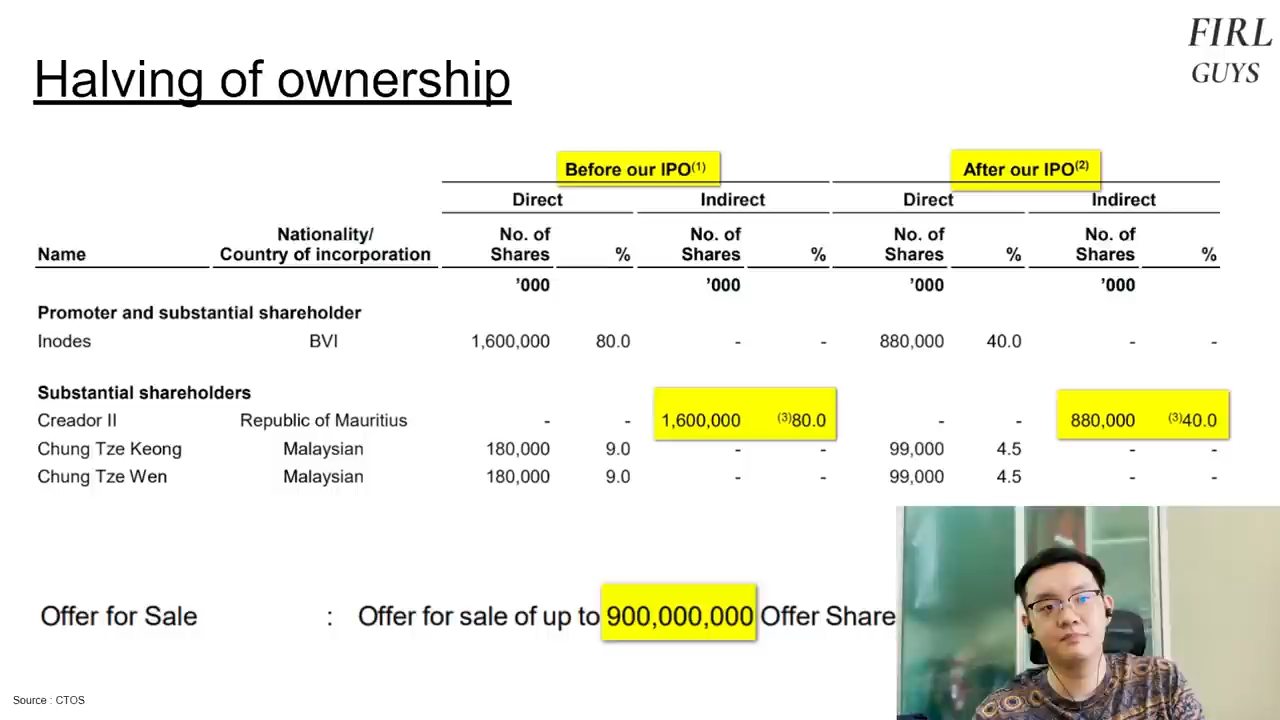 FIRL
GUYS
Halving of ownership
Before our IPO(1) After our IPO(2)
Direct Indirect Direct Indirect
Name Nationality/ Country of incorporation No. of Shares % No. of Shares % No. of Shares % No. of Shares %
’000 ’000 ’000 ’000
Promoter and substantial shareholder
Inodes BVI 1,600,000 80.0 - - 880,000 40.0 - -
Substantial shareholders
Creador II Republic of Mauritius - - 1,600,000 (3)80.0 - - 880,000 (3)40.0
Chung Tze Keong Malaysian 180,000 9.0 - - 99,000 4.5 - -
Chung Tze Wen Malaysian 180,000 9.0 - - 99,000 4.5 - -
Offer for Sale : Offer for sale of up to 900,000,000 Offer Share
Source : CTOS